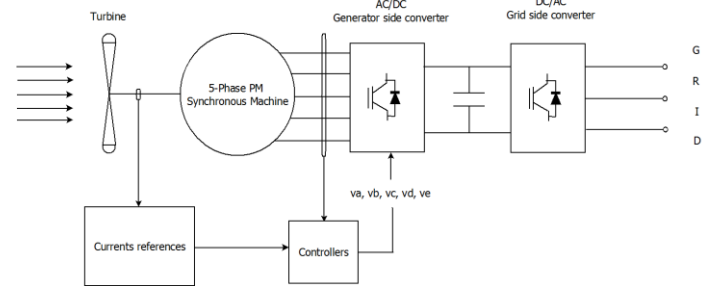 AC/DC
Generator side converter
DC/AC
Grid side converter
Turbine
5-Phase PM
Synchronous Machine
G
R
I
D
va, vb, vc, vd, ve
Currents references
Controllers